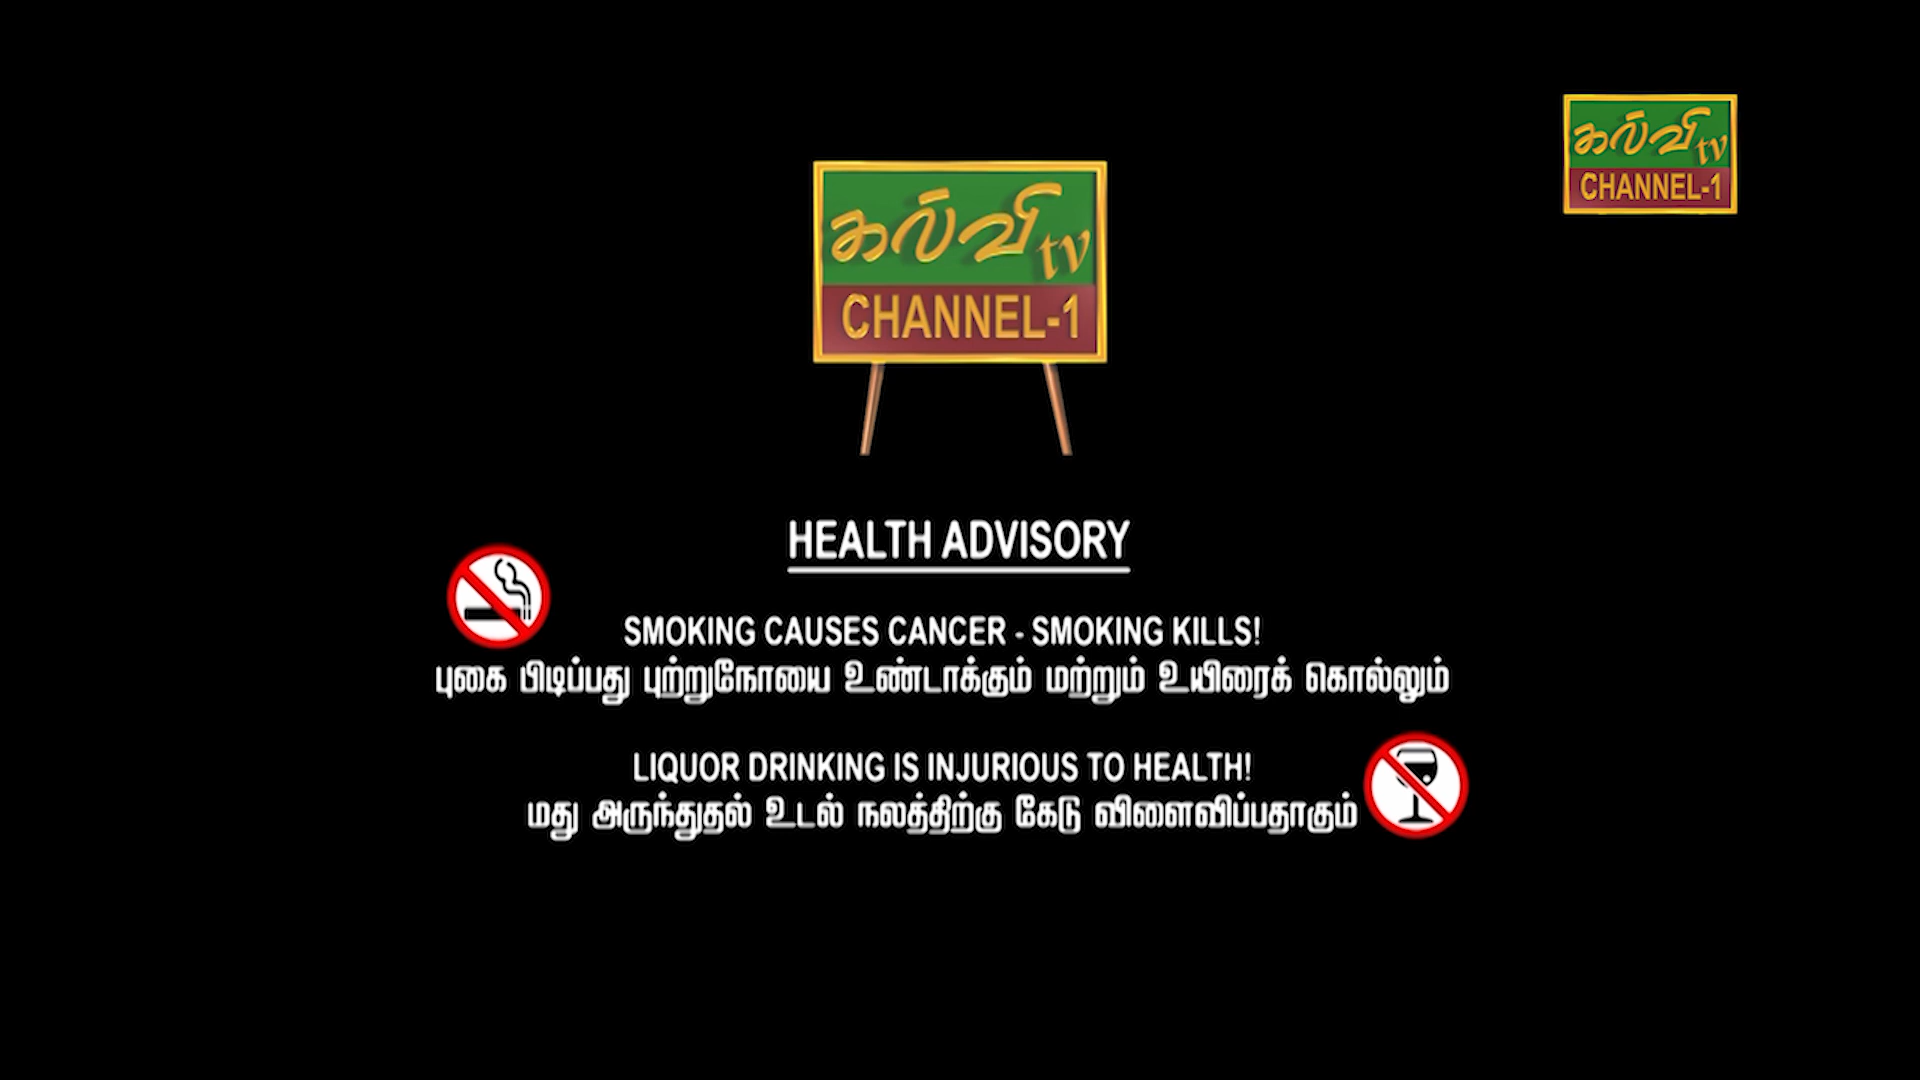 கல்வி tv
CHANNEL-1
கல்வி tv
CHANNEL-1
HEALTH ADVISORY
SMOKING CAUSES CANCER - SMOKING KILLS!
புகை பிடிப்பது புற்றுநோயை உண்டாக்கும் மற்றும் உயிரைக் கொல்லும்
LIQUOR DRINKING IS INJURIOUS TO HEALTH!
மது அருந்துதல் உடல் நலத்திற்கு கேடு விளைவிப்பதாகும்